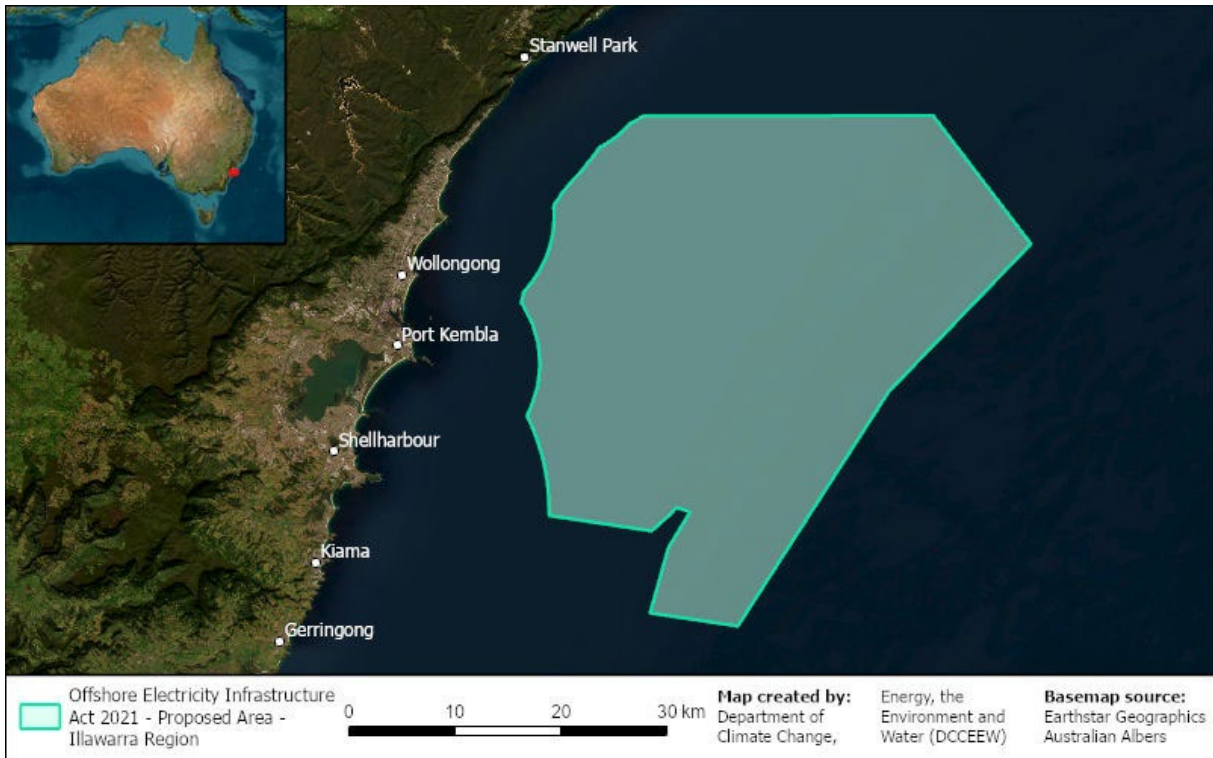 Stanwell Park
Wollongong
Port Kembla
Shellharbour
Kiama
Gerringong
Offshore Electricity Infrastructure
Act 2021 - Proposed Area -
Illawarra Region
0 10 20 30 km
Map created by:
Department of
Climate Change,
Energy, the
Environment and
Water (DCCEEW)
Basemap source:
Earthstar Geographics
Australian Albers